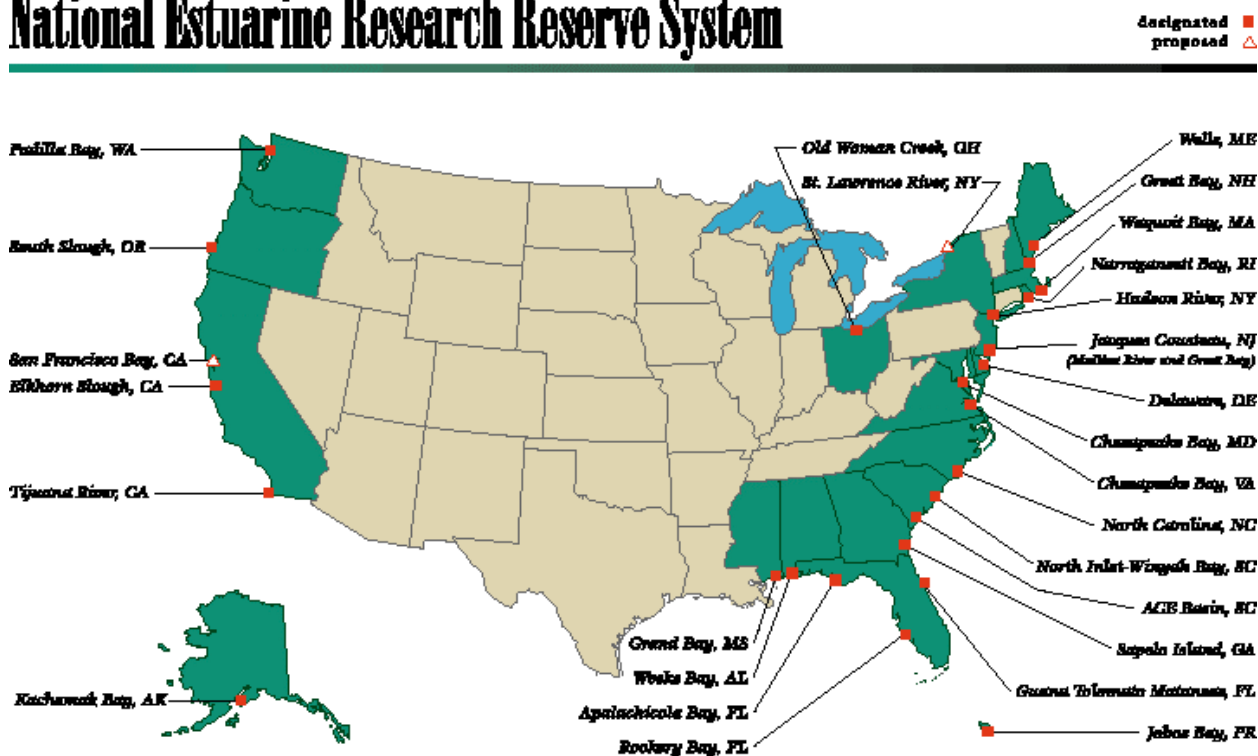 National Estuarine Research Reserve System
designated
proposed
Padilla Bay, WA
South Slough, OR
San Francisco Bay, CA
Elkhorn Slough, CA
Tijuana River, CA
Kachemak Bay, AK
Old Woman Creek, OH
St. Lawrence River, NY
Wells, ME
Great Bay, NH
Waquoit Bay, MA
Narragansett Bay, RI
Hudson River, NY
Jacques Cousteau, NJ
(Mullica River and Great Bay)
Delaware, DE
Chesapeake Bay, MD
Chesapeake Bay, VA
North Carolina, NC
North Inlet-Winyah Bay, SC
ACE Basin, SC
Sapelo Island, GA
Guana Tolomato Matanzas, FL
Jobos Bay, PR
Grand Bay, MS
Weeks Bay, AL
Apalachicola Bay, FL
Rookery Bay, FL